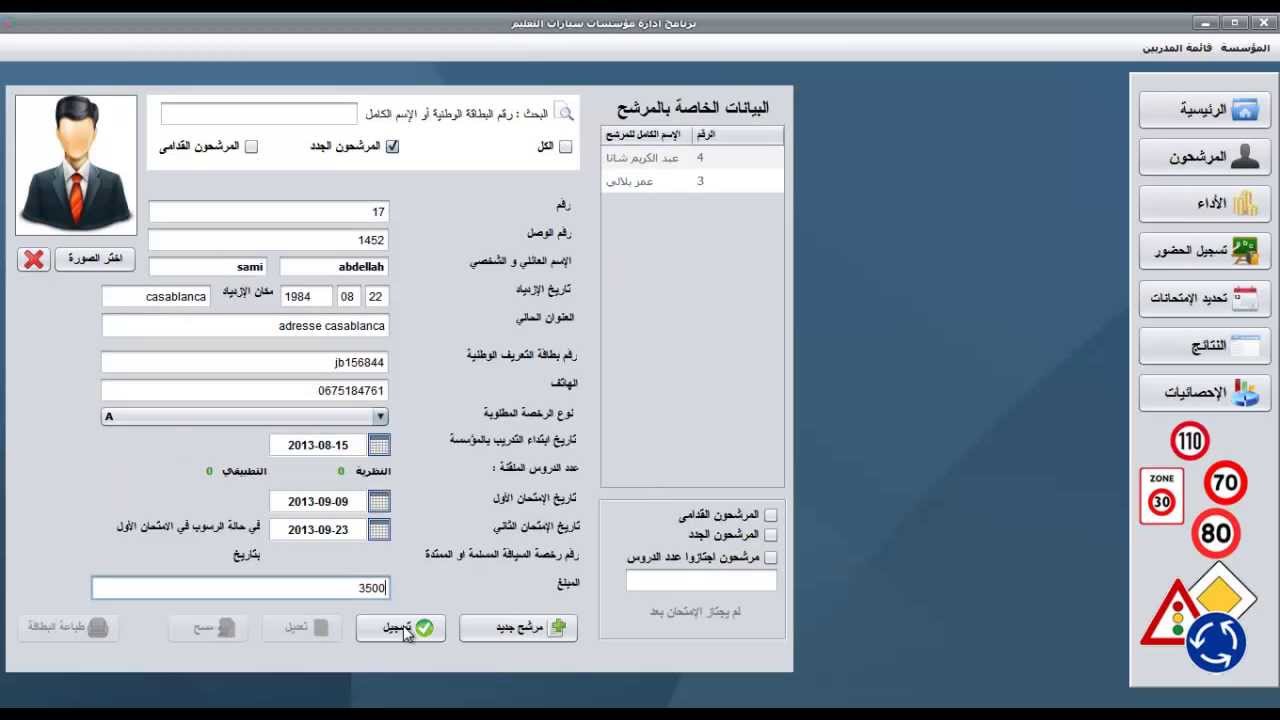 برنامج ادارة مؤسسات سيارات التعليم
المؤسسة قائمة المدربين
الرئيسية
المرشحون
الأداء
تسجيل الحضور
تحديد الإمتحانات
النتائج
الإحصائيات
110
ZONE
30
70
80
البيانات الخاصة بالمرشح
الرقم الإسم الكامل للمرشح
4 عبد الكريم شانا
3 عمر بلالي
المرشحون القدامى
المرشحون الجدد
مرشحون اجتازوا عدد الدروس
لم يجتاز الإمتحان بعد
البحث : رقم البطاقة الوطنية أو الإسم الكامل
الكل المرشحون الجدد المرشحون القدامى
اختر الصورة
رقم 17
رقم الوصل 1452
الإسم العائلي و الشخصي abdellah sami
تاريخ الإزدياد 22 08 1984 مكان الإزدياد casablanca
العنوان الحالي adresse casablanca
رقم بطاقة التعريف الوطنية jb156844
الهاتف 0675184761
نوع الرخصة المطلوبة A
تاريخ ابتداء التدريب بالمؤسسة 2013-08-15
عدد الدروس الملقنة : النظرية 0 التطبيقي 0
تاريخ الإمتحان الأول 2013-09-09
تاريخ الإمتحان الثاني 2013-09-23 في حالة الرسوب في الامتحان الأول
رقم رخصة السياقة المسلمة او الممتدة بتاريخ
المبلغ 3500
مرشح جديد
تسجيل
تعديل
مسح
طباعة البطاقة